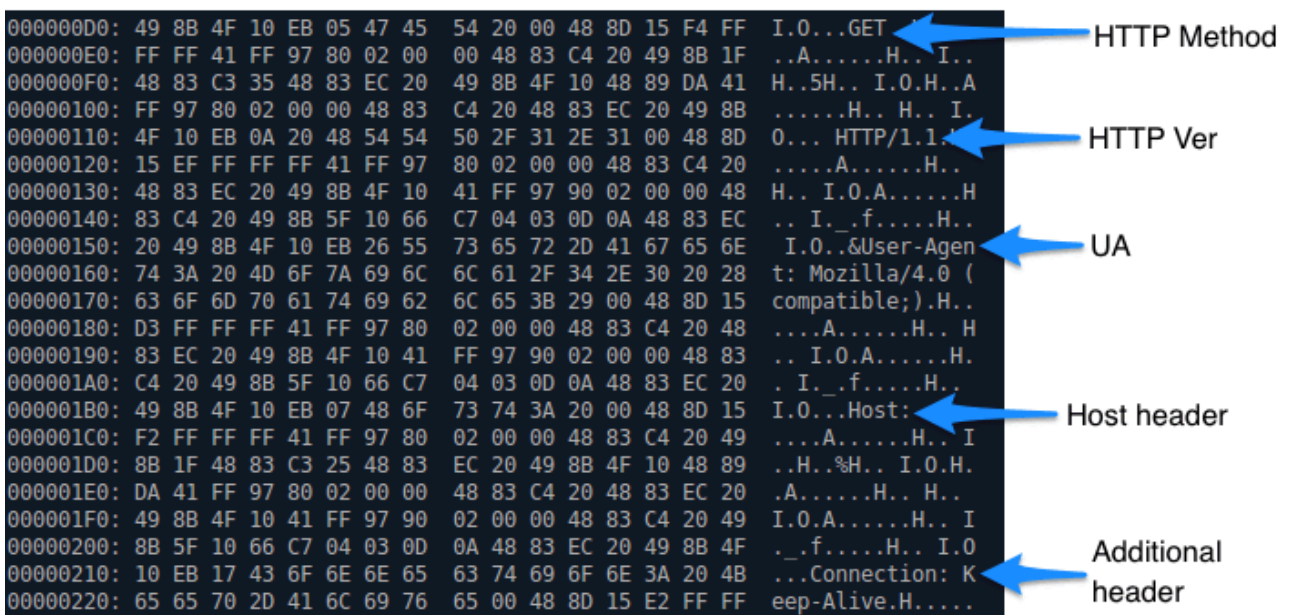 000000D0: 49 8B 4F 10 EB 05 47 45 54 20 00 48 8D 15 F4 FF I.O...GET . HTTP Method
000000E0: FF FF 41 FF 97 80 02 00 00 48 83 C4 20 49 8B 1F ..A......H.. I..
000000F0: 48 83 C3 35 48 83 EC 20 49 8B 4F 10 48 89 DA 41 H..5H.. I.O.H..A
00000100: FF 97 80 02 00 00 48 83 C4 20 48 83 EC 20 49 8B ......H.. H.. I.
00000110: 4F 10 EB 0A 20 48 54 54 50 2F 31 2E 31 00 48 8D O... HTTP/1.1. HTTP Ver
00000120: 15 EF FF FF FF 41 FF 97 80 02 00 00 48 83 C4 20 .....A......H..
00000130: 48 83 EC 20 49 8B 4F 10 41 FF 97 90 02 00 00 48 H.. I.O.A......H
00000140: 83 C4 20 49 8B 5F 10 66 C7 04 03 0D 0A 48 83 EC .. I._.f.....H..
00000150: 20 49 8B 4F 10 EB 26 55 73 65 72 2D 41 67 65 6E I.O..&User-Agen UA
00000160: 74 3A 20 4D 6F 7A 69 6C 6C 61 2F 34 2E 30 20 28 t: Mozilla/4.0 (
00000170: 63 6F 6D 70 61 74 69 62 6C 65 3B 29 00 48 8D 15 compatible;).H..
00000180: D3 FF FF FF 41 FF 97 80 02 00 00 48 83 C4 20 48 ....A......H.. H
00000190: 83 EC 20 49 8B 4F 10 41 FF 97 90 02 00 00 48 83 .. I.O.A......H.
000001A0: C4 20 49 8B 5F 10 66 C7 04 03 0D 0A 48 83 EC 20 . I._.f.....H..
000001B0: 49 8B 4F 10 EB 07 48 6F 73 74 3A 20 00 48 8D 15 I.O...Host: Host header
000001C0: F2 FF FF FF 41 FF 97 80 02 00 00 48 83 C4 20 49 ....A......H.. I
000001D0: 8B 1F 48 83 C3 25 48 83 EC 20 49 8B 4F 10 48 89 ..H..%H.. I.O.H.
000001E0: DA 41 FF 97 80 02 00 00 48 83 C4 20 48 83 EC 20 .A......H.. H..
000001F0: 49 8B 4F 10 41 FF 97 90 02 00 00 48 83 C4 20 49 I.O.A......H.. I
00000200: 8B 5F 10 66 C7 04 03 0D 0A 48 83 EC 20 49 8B 4F ._.f.....H.. I.O
00000210: 10 EB 17 43 6F 6E 6E 65 63 74 69 6F 6E 3A 20 4B ...Connection: K Additional header
00000220: 65 65 70 2D 41 6C 69 76 65 00 48 8D 15 E2 FF FF eep-Alive.H.....